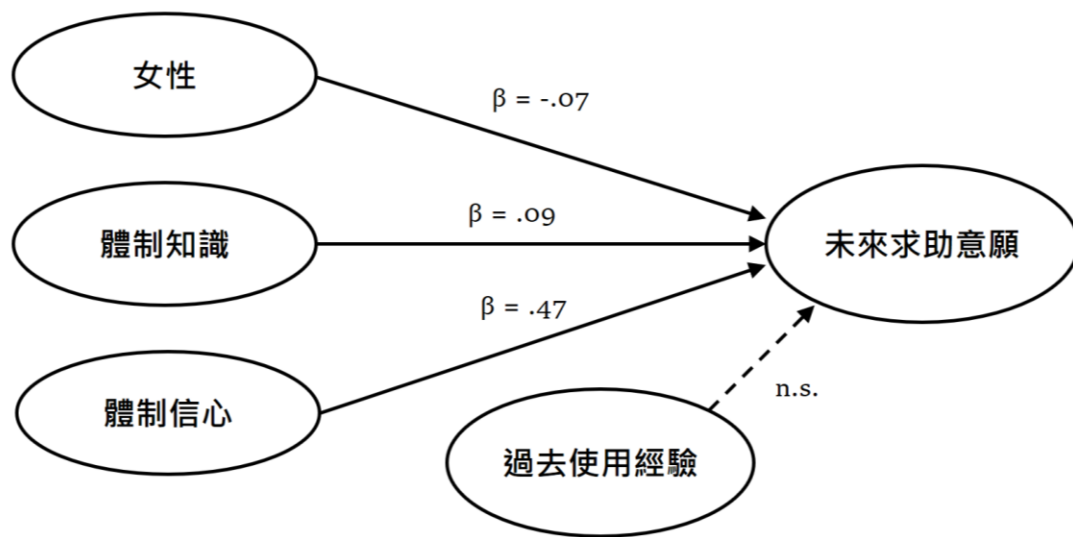 女性
β = -.07
體制知識
β = .09
未來求助意願
β = .47
體制信心
n.s.
過去使用經驗